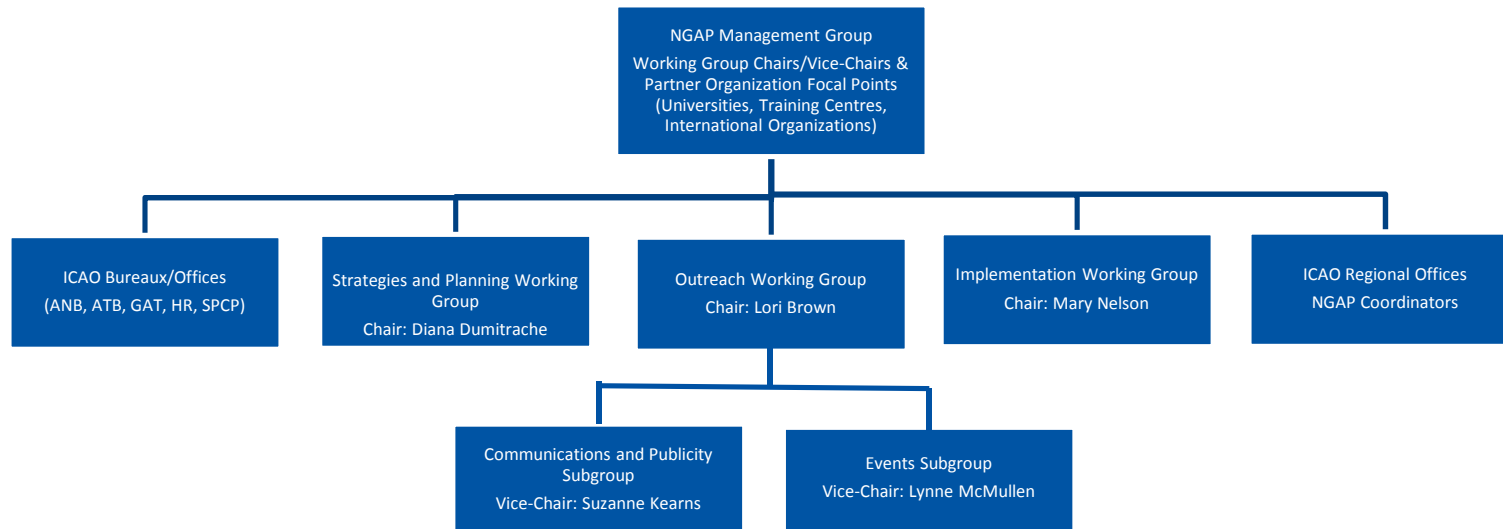 NGAP Management Group
Working Group Chairs/Vice-Chairs &
Partner Organization Focal Points
(Universities, Training Centres,
International Organizations)
ICAO Bureaux/Offices
(ANB, ATB, GAT, HR, SPCP)
Strategies and Planning Working
Group
Chair: Diana Dumitrache
Outreach Working Group
Chair: Lori Brown
Implementation Working Group
Chair: Mary Nelson
ICAO Regional Offices
NGAP Coordinators
Communications and Publicity
Subgroup
Vice-Chair: Suzanne Kearns
Events Subgroup
Vice-Chair: Lynne McMullen